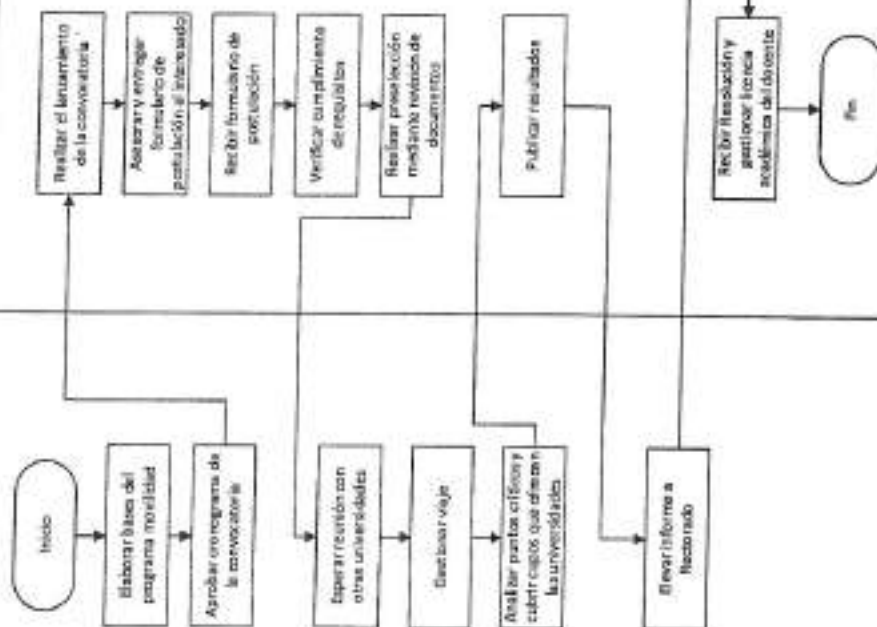 Inicio
Elaborar bases del
programa movilidad
Aprobar cronograma de
la convocatoria
Realizar el lanzamiento
de la convocatoria
Asesorar y entregar
formulario de
postulación al interesado
Recibir formulario de
postulación
Verificar cumplimiento
de requisitos
Realizar preselección
mediante revisión de
documentos
Esperar reunión con
otras universidades
Gestionar viaje
Analizar puntos críticos y
cubrir cupos que ofrecen
las universidades
Publicar resultados
Elevar informe a
Rectorado
Recibir Resolución y
gestionar licencia
académica del docente
Fin